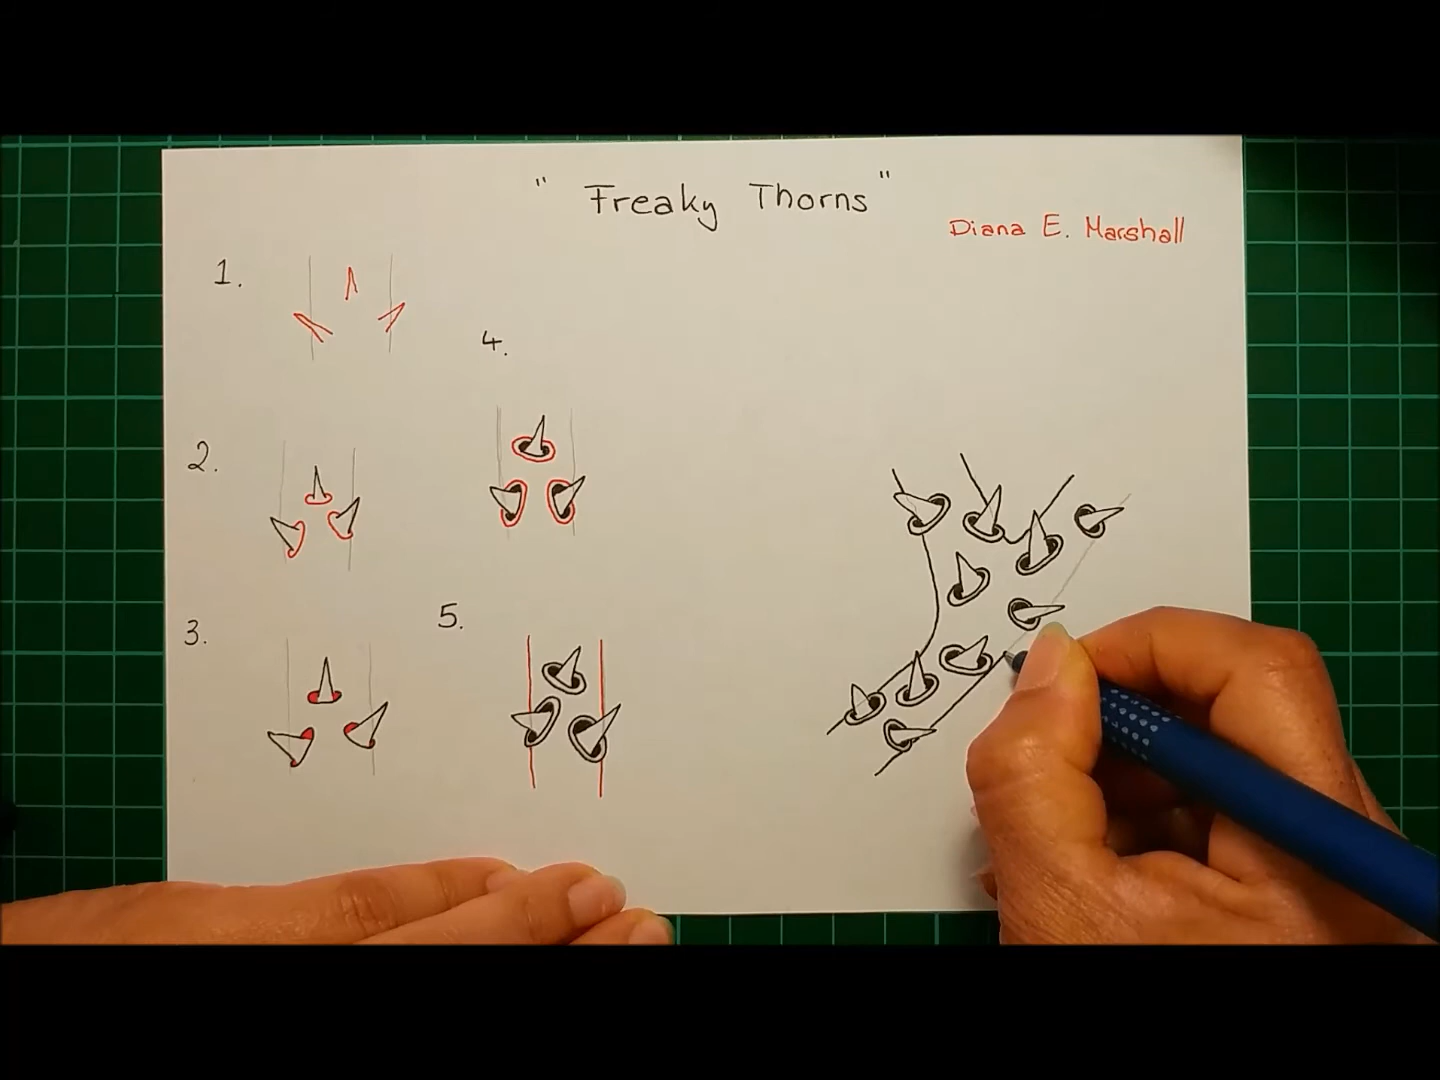 " Freaky Thorns "
Diana E. Marshall
1.
4.
2.
5.
3.